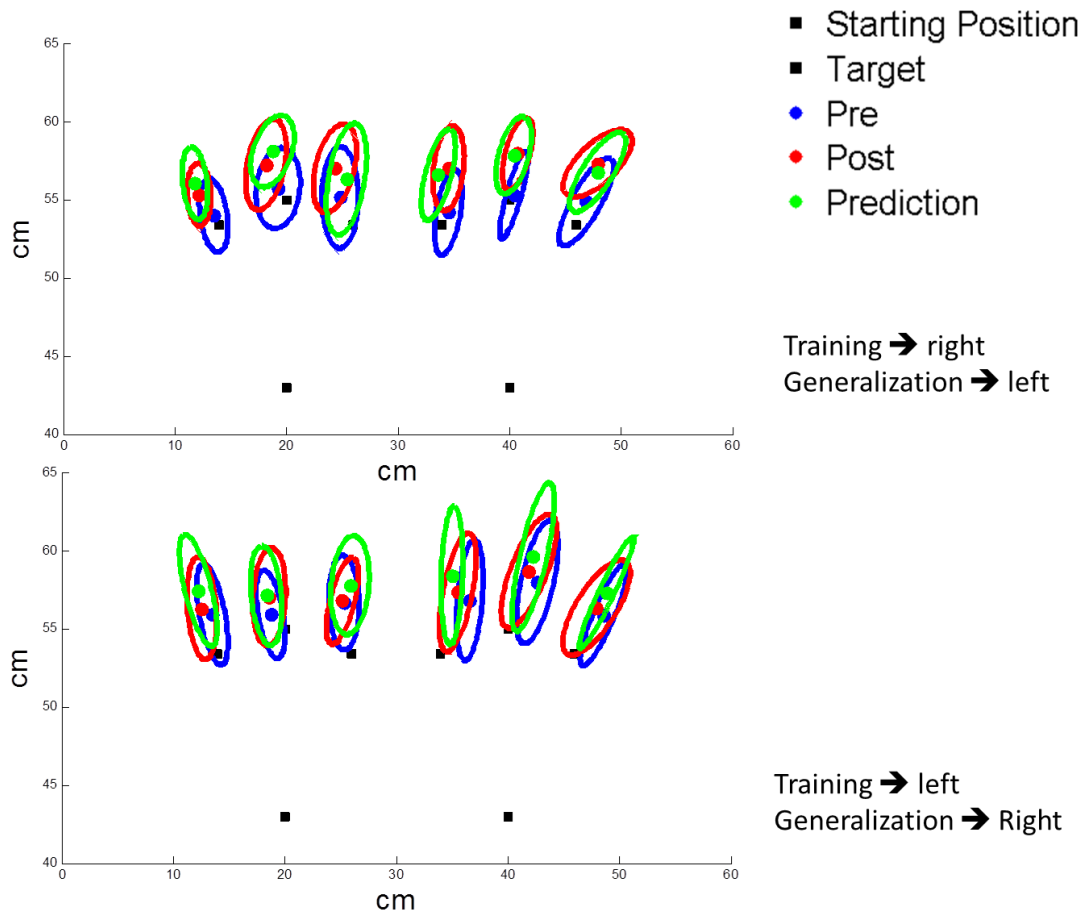 Starting Position
Target
Pre
Post
Prediction
65
60
55
50
45
40
cm
0
10
20
30
40
50
60
cm
Training ➔ right
Generalization ➔ left
65
60
55
50
45
40
cm
0
10
20
30
40
50
60
cm
Training ➔ left
Generalization ➔ Right